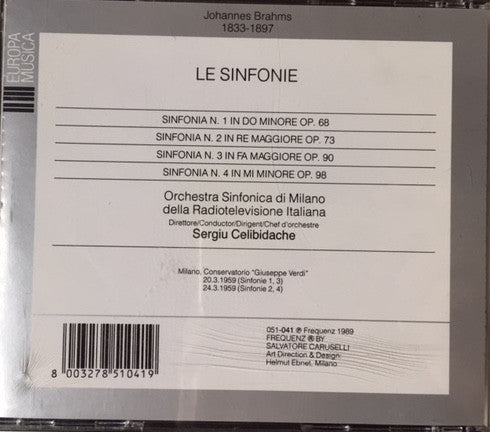 Johannes Brahms
1833-1897
EUROPA
MUSICA
LE SINFONIE
SINFONIA N. 1 IN DO MINORE OP. 68
SINFONIA N. 2 IN RE MAGGIORE OP. 73
SINFONIA N. 3 IN FA MAGGIORE OP. 90
SINFONIA N. 4 IN MI MINORE OP. 98
Orchestra Sinfonica di Milano
della Radiotelevisione Italiana
Direttore/Conductor/Dirigent/Chef d'orchestre
Sergiu Celibidache
Milano, Conservatorio "Giuseppe Verdi"
20.3.1959 (Sinfonie 1, 3)
24.3.1959 (Sinfonie 2, 4)
051-041 ℗ Frequenz 1989
FREQUENZ ® BY
SALVATORE CARUSELLI
Art Direction & Design:
Helmut Ebnet, Milano
8 003278 510419